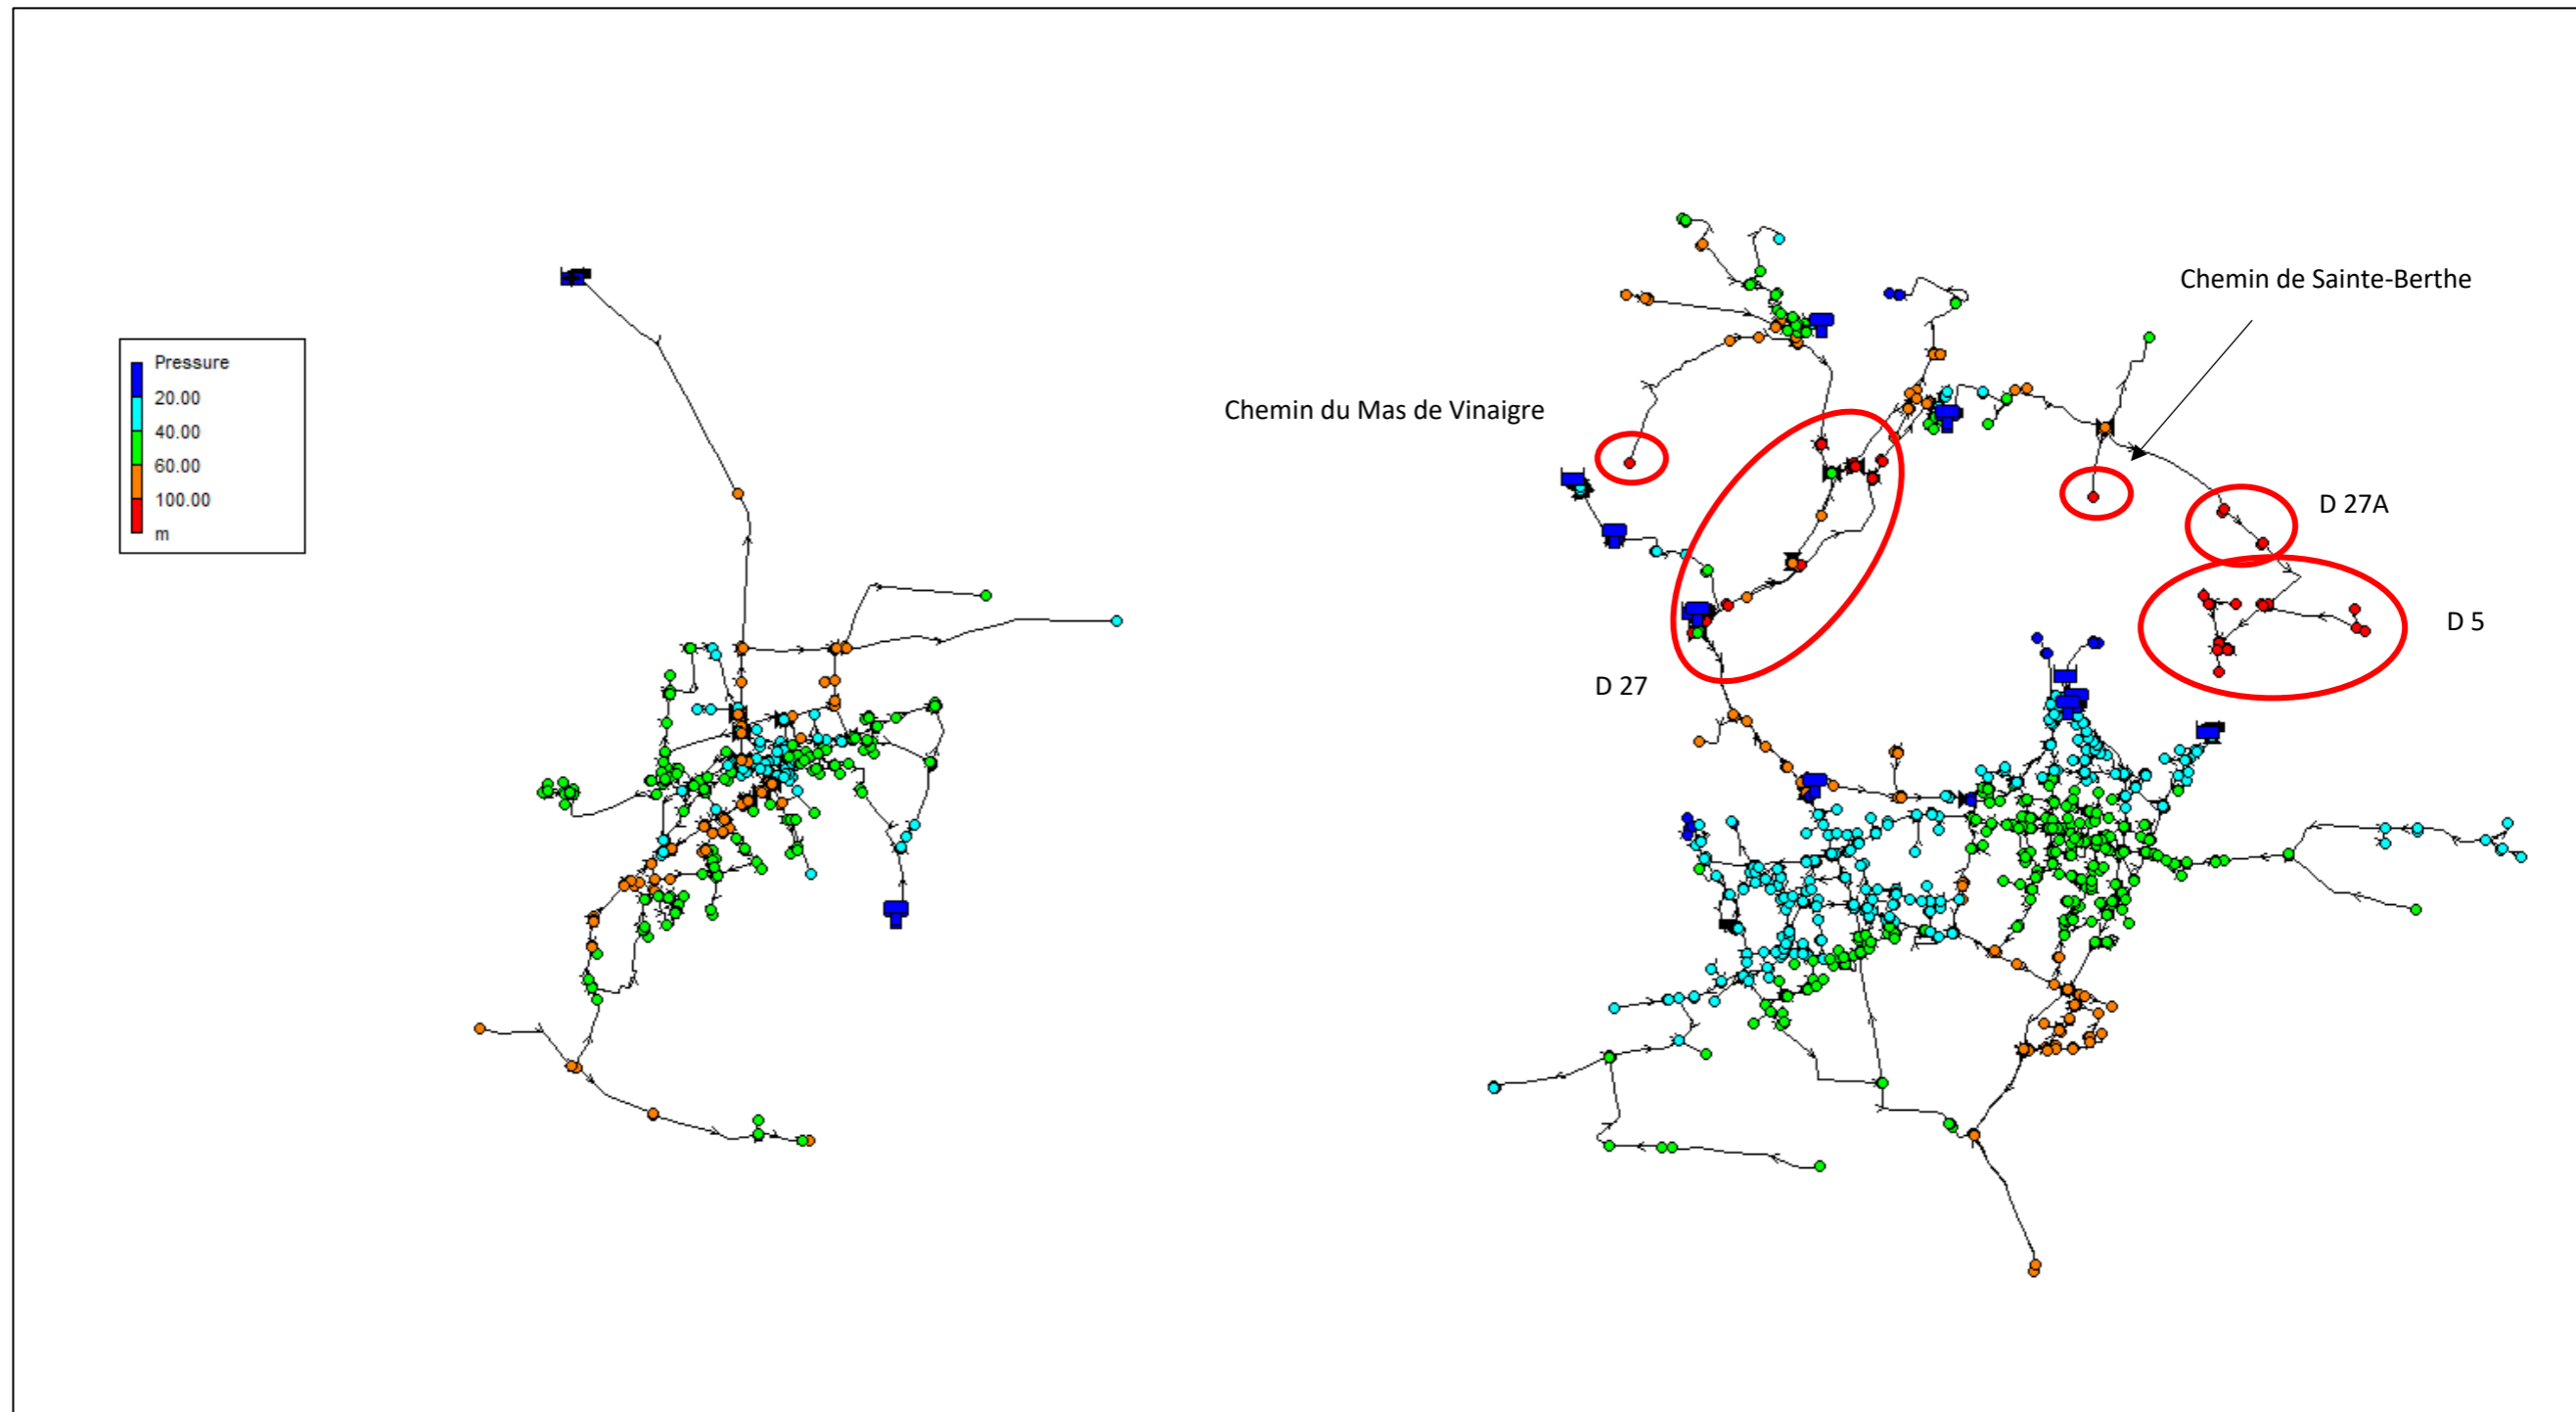 Pressure
20.00
40.00
60.00
100.00
m
Chemin de Sainte-Berthe
Chemin du Mas de Vinaigre
D 27A
D 5
D 27